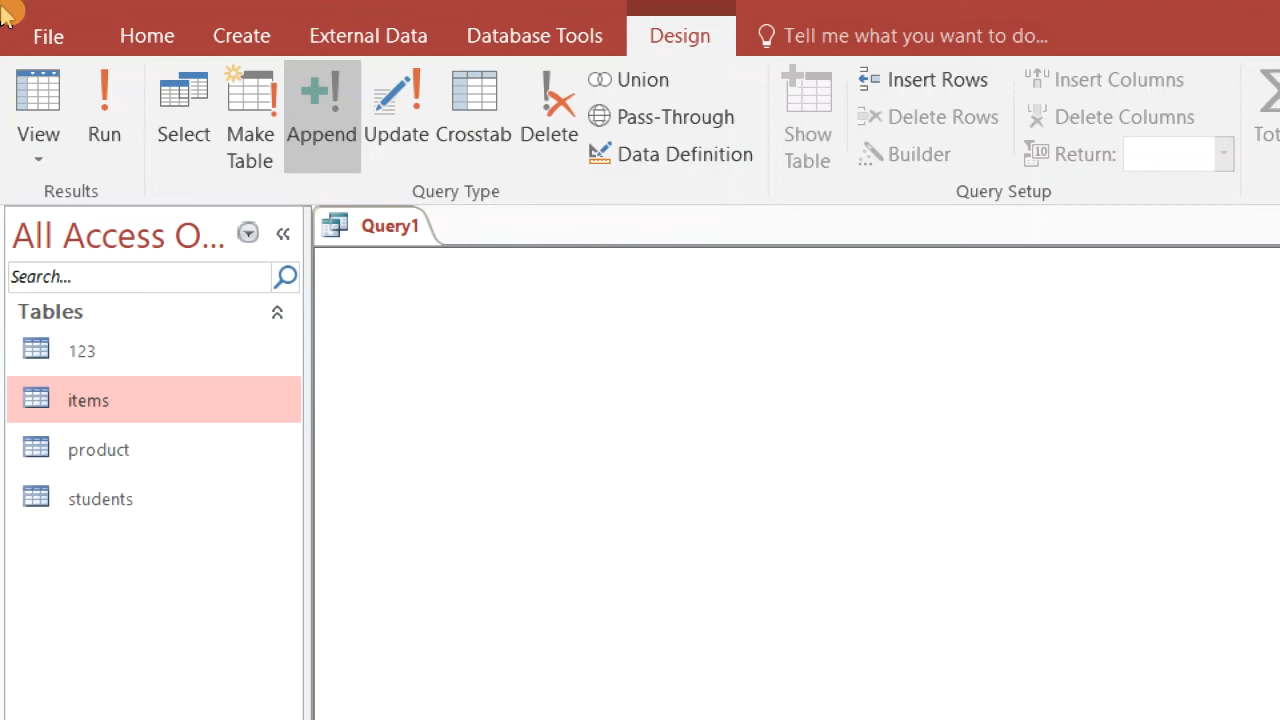 File Home Create External Data Database Tools Design Tell me what you want to do...
View Run Select Make Table Append Update Crosstab Delete
Union
Pass-Through
Data Definition
Show Table
Insert Rows
Delete Rows
Builder
Insert Columns
Delete Columns
10 Return:
Results Query Type Query Setup
All Access O...
Search...
Tables
123
items
product
students
Query1